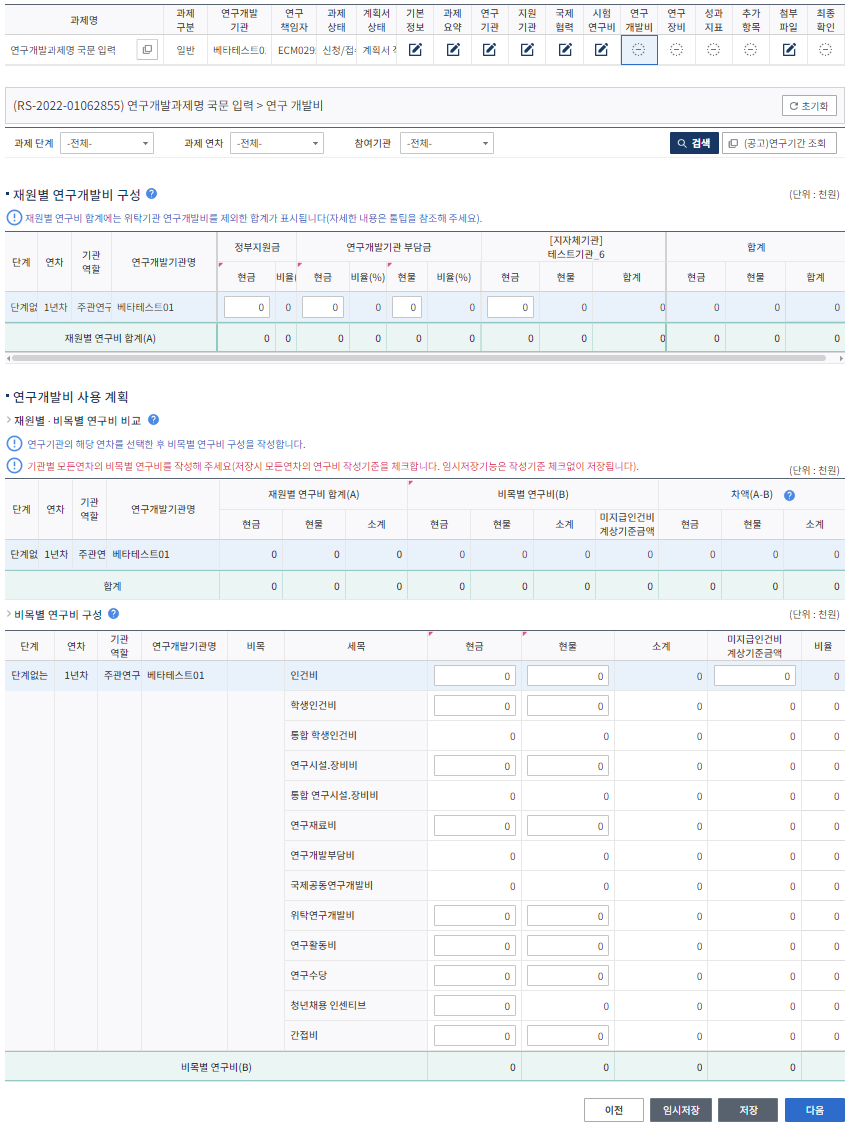 과제명 과제 구분 연구개발 기관 연구 책임자 과제 상태 계획서 상태 기본 정보 과제 요약 연구 기관 지원 기관 국제 협력 시험 연구비 연구 개발비 연구 장비 성과 지표 추가 항목 첨부 파일 최종 확인
연구개발과제명 국문 입력 일반 베타테스트0 ECM029 신청/접 계획서
(RS-2022-01062855) 연구개발과제명 국문 입력 > 연구 개발비 초기화
과제 단계 -전체- 과제 연차 -전체- 참여기관 -전체- 검색 (공고)연구기간 조회
재원별 연구개발비 구성 ? (단위 : 천원)
재원별 연구비 합계에는 위탁기관 연구개발비를 제외한 합계가 표시됩니다(자세한 내용은 툴팁을 참조해 주세요).
단계 연차 기관 역할 연구개발기관명 정부지원금 연구개발기관 부담금 [지자체기관] 테스트기관_6 합계
현금 비율( 현금 비율(%) 현물 비율(%) 현금 현물 합계 현금 현물 합계
단계없 1년차 주관연구 베타테스트01 0 0 0 0 0 0 0 0 0 0 0 0
재원별 연구비 합계(A) 0 0 0 0 0 0 0 0 0 0 0 0
연구개발비 사용 계획
재원별 · 비목별 연구비 비교 ?
연구기관의 해당 연차를 선택한 후 비목별 연구비 구성을 작성합니다.
기관별 모든연차의 비목별 연구비를 작성해 주세요(저장시 모든연차의 연구비 작성기준을 체크합니다. 임시저장기능은 작성기준 체크없이 저장됩니다). (단위 : 천원)
단계 연차 기관 역할 연구개발기관명 재원별 연구비 합계(A) 비목별 연구비(B) 차액(A-B) ?
현금 현물 소계 현금 현물 소계 미지급인건비 계상기준금액 현금 현물 소계
단계없 1년차 주관연 베타테스트01 0 0 0 0 0 0 0 0 0 0
합계 0 0 0 0 0 0 0 0 0 0
비목별 연구비 구성 ? (단위 : 천원)
단계 연차 기관 역할 연구개발기관명 비목 세목 현금 현물 소계 미지급인건비 계상기준금액 비율
단계없는 1년차 주관연구 베타테스트01 인건비 0 0 0 0 0
학생인건비 0 0 0 0 0
통합 학생인건비 0 0 0 0 0
연구시설.장비비 0 0 0 0 0
통합 연구시설.장비비 0 0 0 0 0
연구재료비 0 0 0 0 0
연구개발부담비 0 0 0 0 0
국제공동연구개발비 0 0 0 0 0
위탁연구개발비 0 0 0 0 0
연구활동비 0 0 0 0 0
연구수당 0 0 0 0 0
청년채용 인센티브 0 0 0 0
간접비 0 0 0 0 0
비목별 연구비(B) 0 0 0 0
이전 임시저장 저장 다음